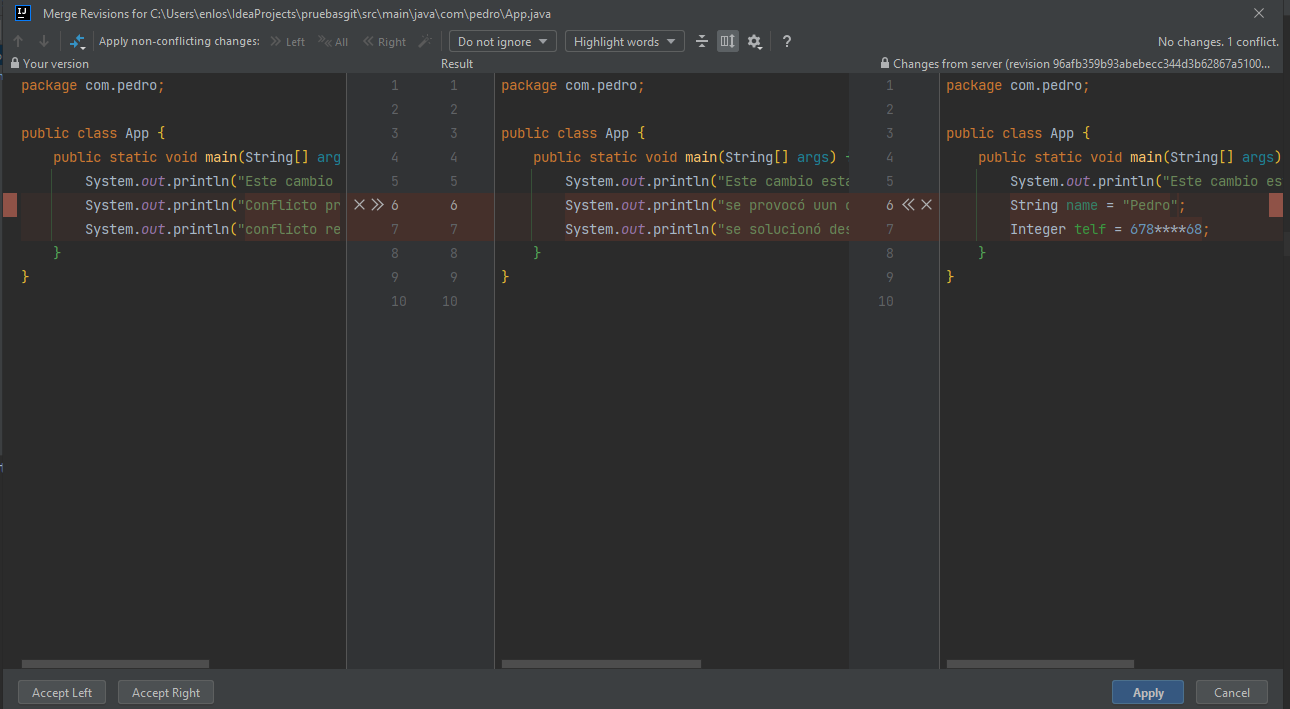 IJ Merge Revisions for C:\Users\enlos\IdeaProjects\pruebasgit\src\main\java\com\pedro\App.java
Apply non-conflicting changes: Left All Right Do not ignore Highlight words ? No changes. 1 conflict.
Your version
Result
Changes from server (revision 96afb359b93abebecc344d3b62867a5100...
package com.pedro;
public class App {
public static void main(String[] arg
System.out.println("Este cambio
System.out.println("Conflicto pr
System.out.println("conflicto re
}
}
1 1
2 2
3 3
4 4
5 5
6 6
7 7
8 8
9 9
10 10
package com.pedro;
public class App {
public static void main(String[] args) {
System.out.println("Este cambio esta
System.out.println("se provocó uun c
System.out.println("se solucionó des
}
}
1
2
3
4
5
6
7
8
9
10
package com.pedro;
public class App {
public static void main(String[] args)
System.out.println("Este cambio es
String name = "Pedro";
Integer telf = 678****68;
}
}
Accept Left Accept Right Apply Cancel